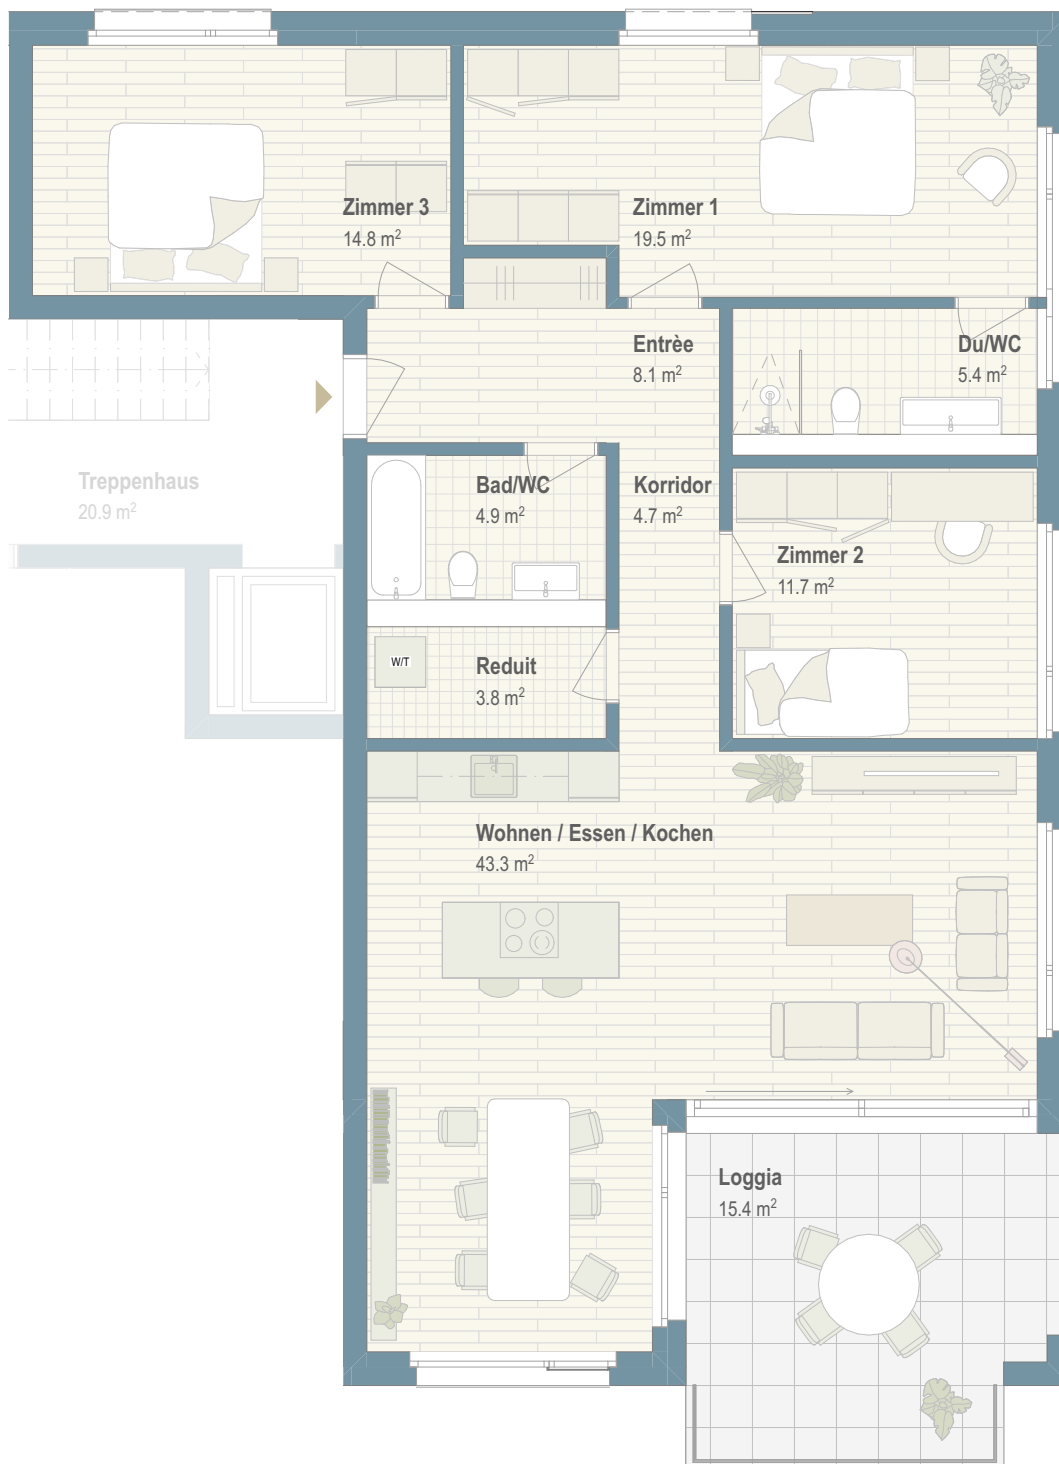 Zimmer 3
14.8 m²
Zimmer 1
19.5 m²
Entrèe
8.1 m²
Du/WC
5.4 m²
Treppenhaus
20.9 m²
Bad/WC
4.9 m²
Korridor
4.7 m²
Zimmer 2
11.7 m²
W/T
Reduit
3.8 m²
Wohnen / Essen / Kochen
43.3 m²
Loggia
15.4 m²